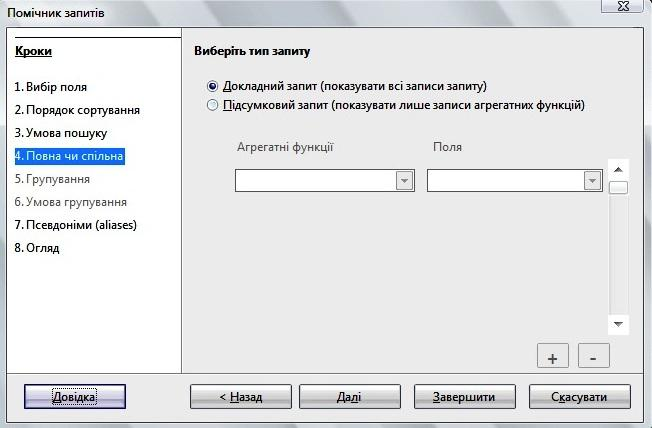 Помічник запитів
Кроки
1. Вибір поля
2. Порядок сортування
3. Умова пошуку
4. Повна чи спільна
5. Групування
6. Умова групування
7. Псевдоніми (aliases)
8. Огляд
Виберіть тип запиту
Докладний запит (показувати всі записи запиту)
Підсумковий запит (показувати лише записи агрегатних функцій)
Агрегатні функції Поля
+ -
Довідка < Назад Далі Завершити Скасувати